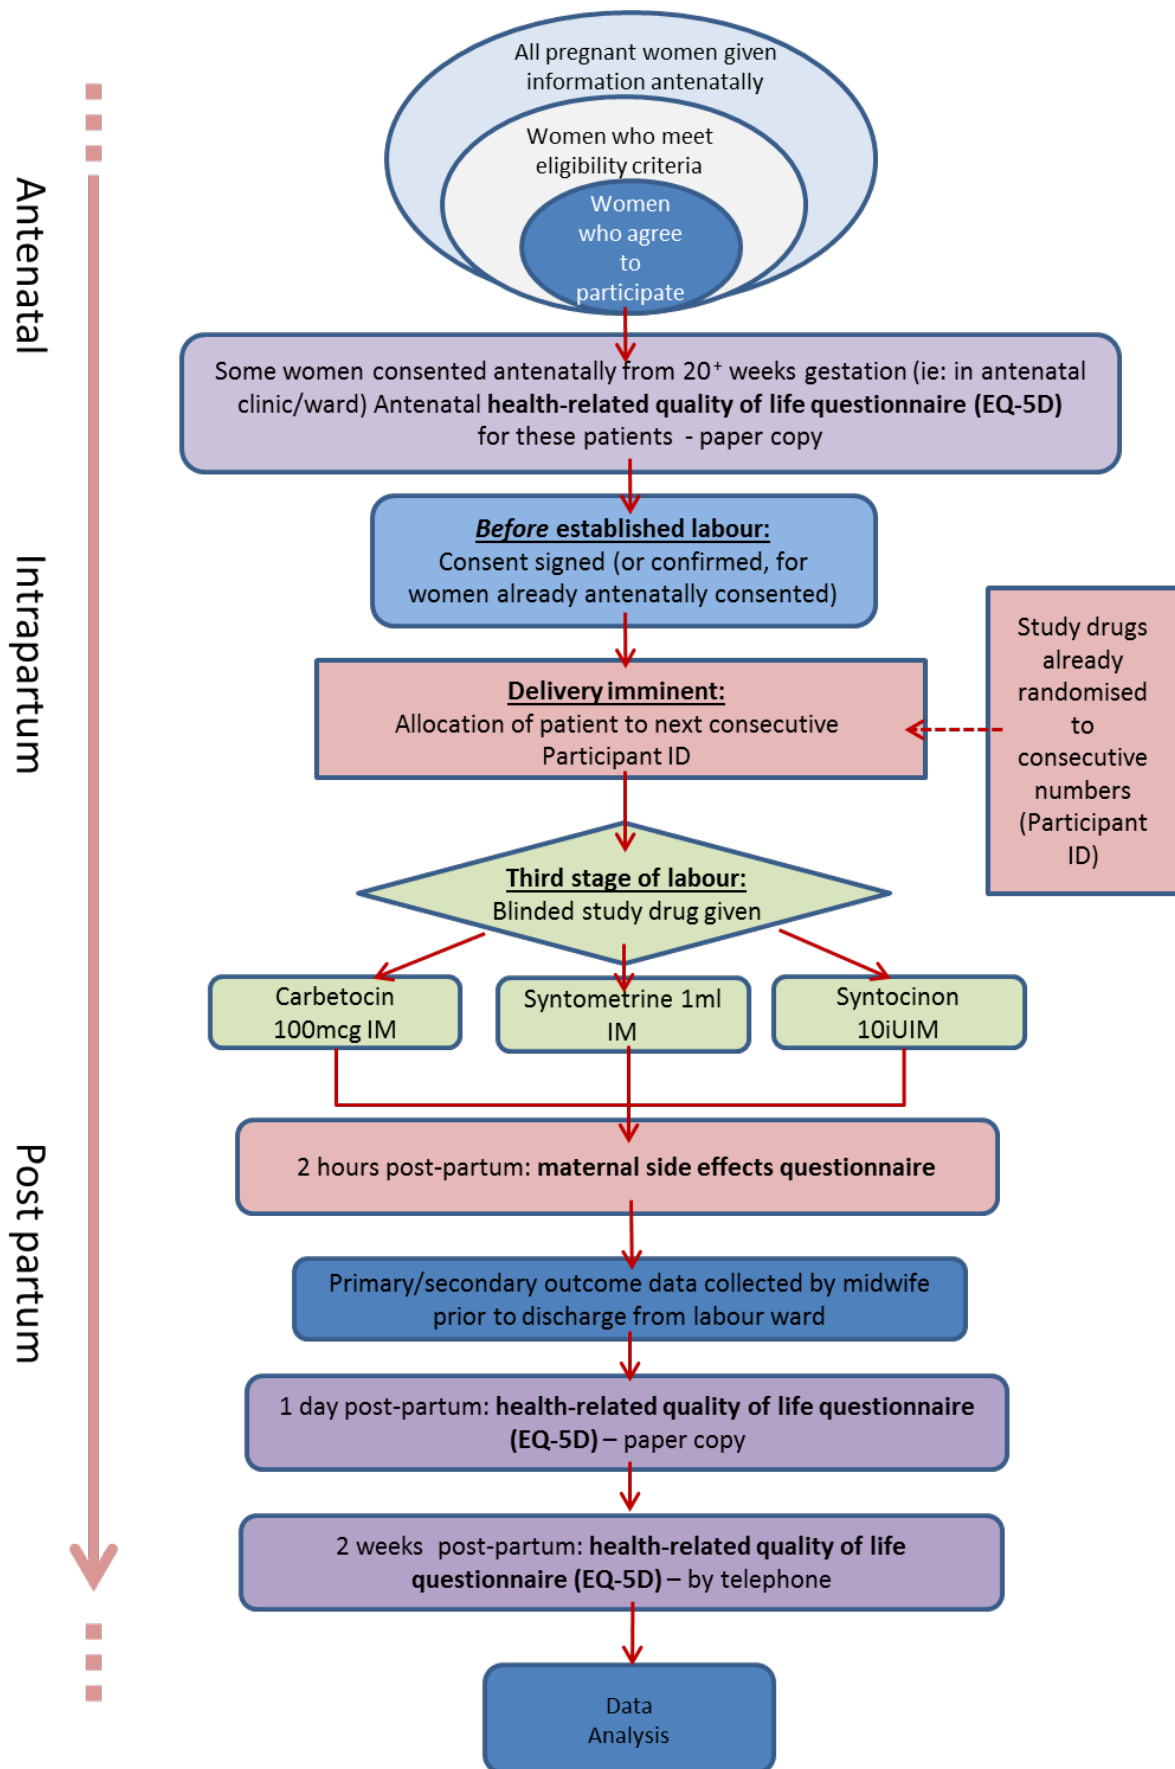 All pregnant women given
information antenatally
Women who meet
eligibility criteria
Women
who agree
to
participate
Antenatal
Some women consented antenatally from 20⁺ weeks gestation (ie: in antenatal
clinic/ward) Antenatal health-related quality of life questionnaire (EQ-5D)
for these patients - paper copy
Before established labour:
Consent signed (or confirmed, for
women already antenatally consented)
Intrapartum
Delivery imminent:
Allocation of patient to next consecutive
Participant ID
Study drugs
already
randomised
to
consecutive
numbers
(Participant
ID)
Third stage of labour:
Blinded study drug given
Carbetocin
100mcg IM
Syntometrine 1ml
IM
Syntocinon
10iUIM
Post partum
2 hours post-partum: maternal side effects questionnaire
Primary/secondary outcome data collected by midwife
prior to discharge from labour ward
1 day post-partum: health-related quality of life questionnaire
(EQ-5D) – paper copy
2 weeks post-partum: health-related quality of life
questionnaire (EQ-5D) – by telephone
Data
Analysis